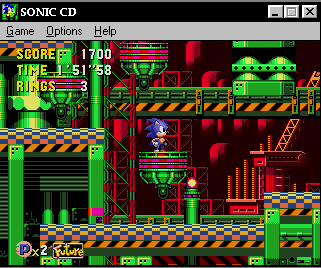 SONIC CD
Game Options Help
SCORE 1700
TIME 1'51"58
RINGS 3
P × 2 Future